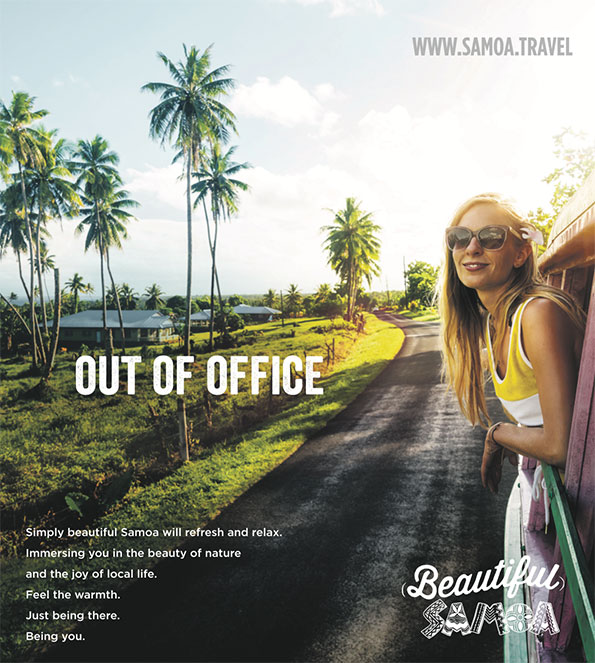 WWW.SAMOA.TRAVEL
OUT OF OFFICE
Simply beautiful Samoa will refresh and relax.
Immersing you in the beauty of nature
and the joy of local life.
Feel the warmth.
Just being there.
Being you.
Beautiful
SAMOA